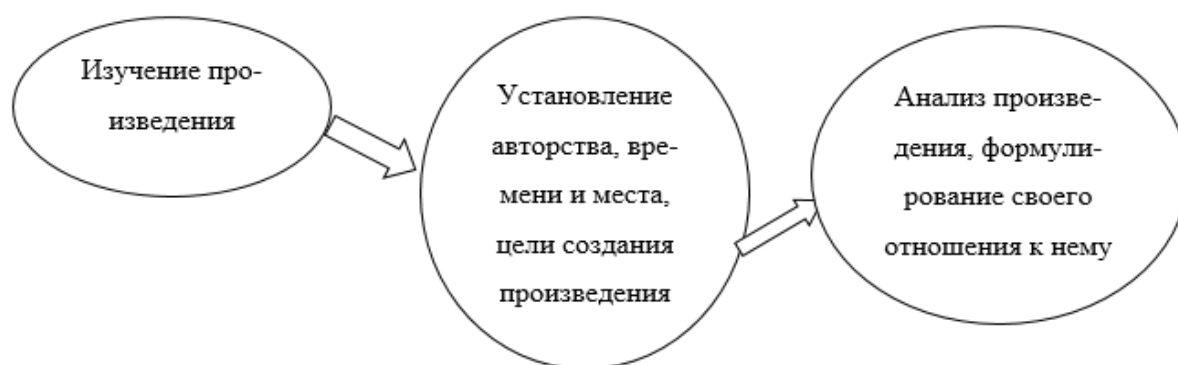 Изучение про-
изведения
Установление
авторства, вре-
мени и места,
цели создания
произведения
Анализ произве-
дения, формули-
рование своего
отношения к нему